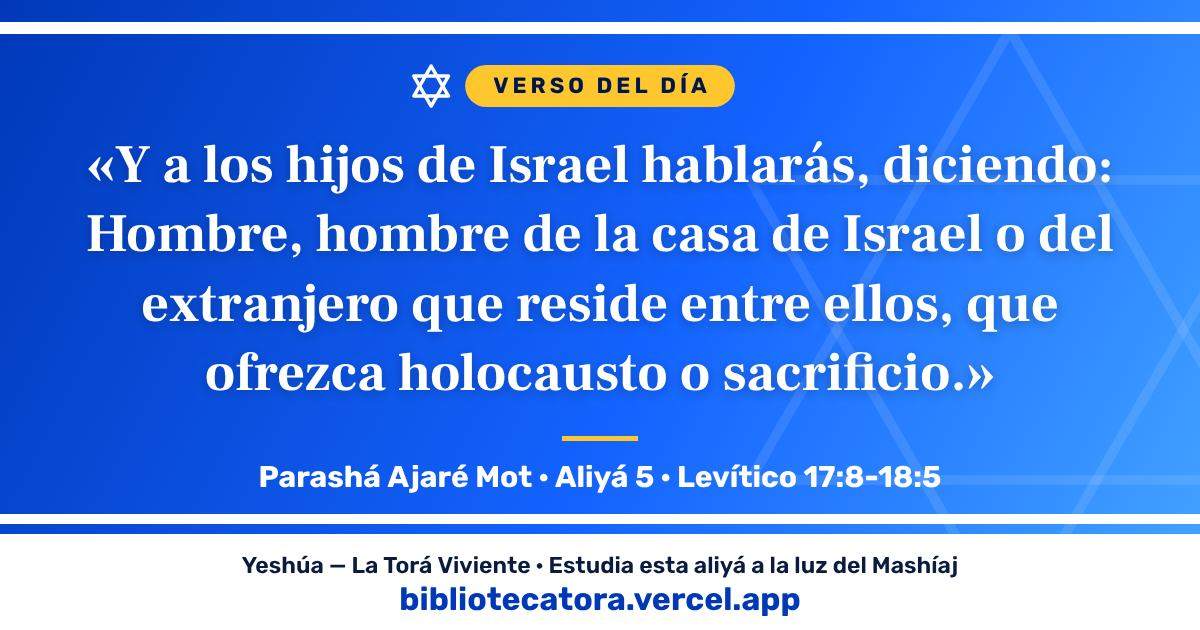 VERSO DEL DÍA
«Y a los hijos de Israel hablarás, diciendo:
Hombre, hombre de la casa de Israel o del
extranjero que reside entre ellos, que
ofrezca holocausto o sacrificio.»
Parashá Ajaré Mot • Aliyá 5 • Levítico 17:8-18:5
Yeshúa — La Torá Viviente • Estudia esta aliyá a la luz del Mashíaj
bibliotecatora.vercel.app